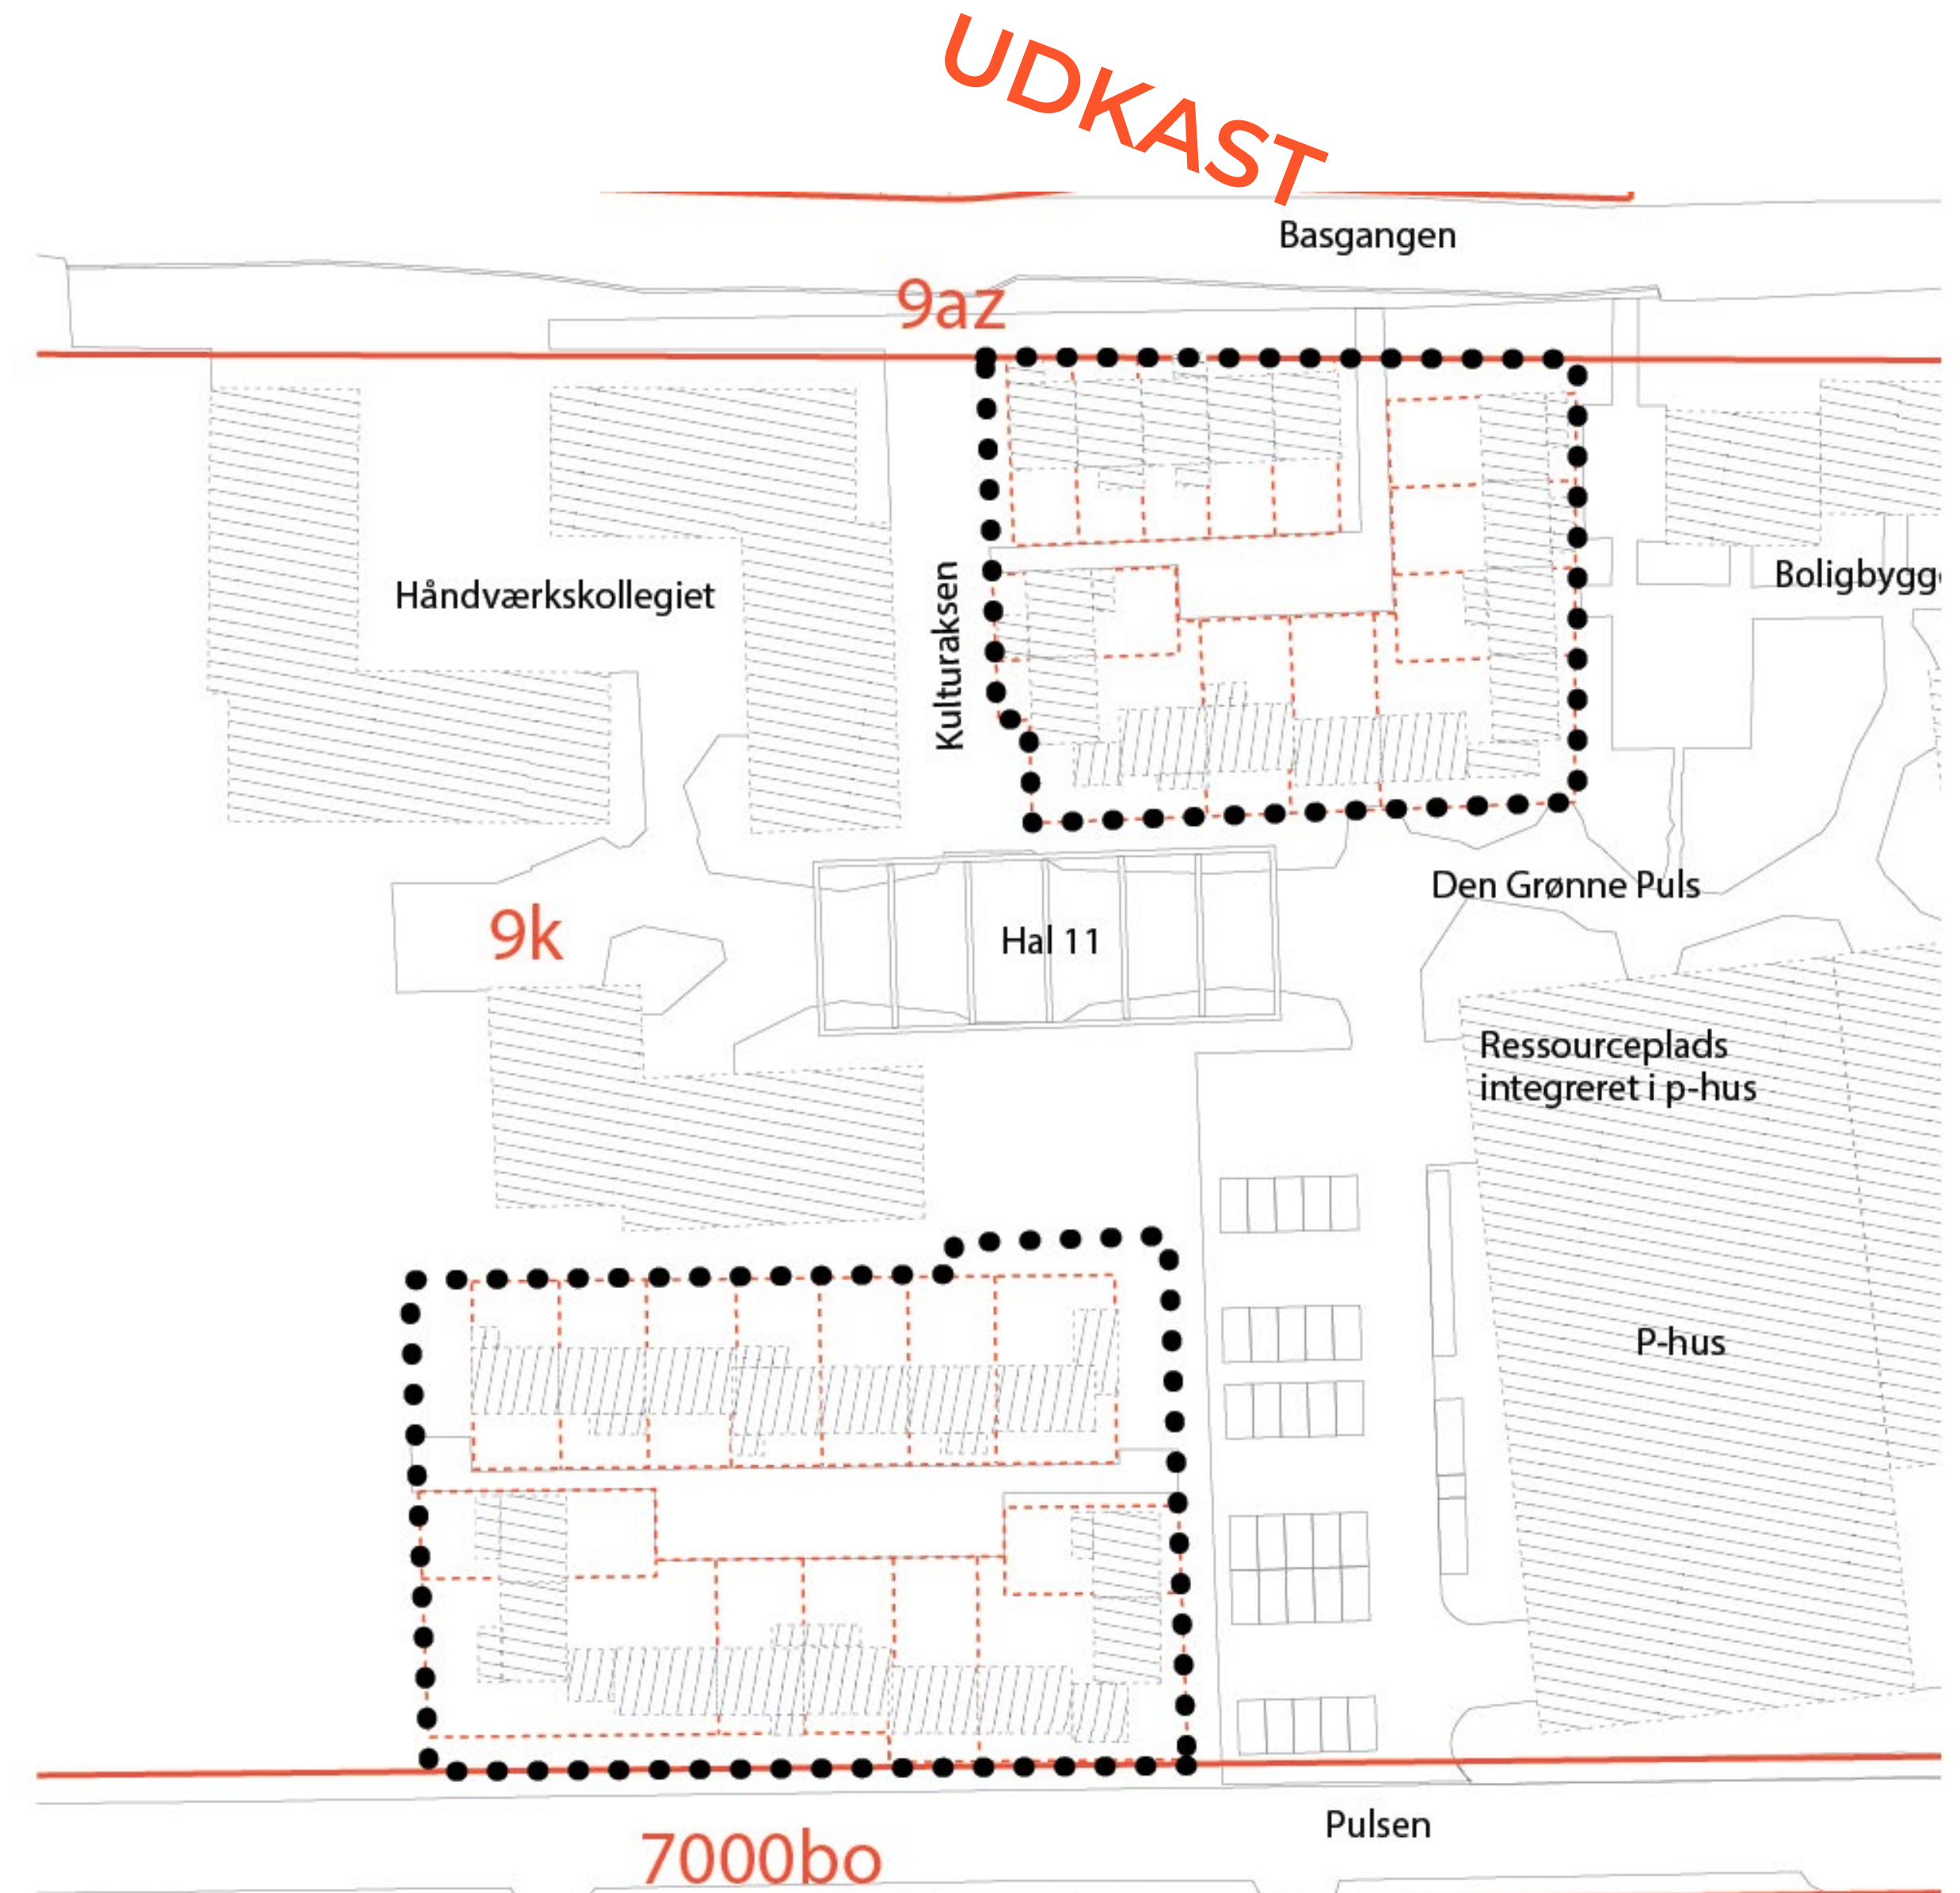 UDKAST
Basgangen
9az
Håndværkskollegiet
Kulturaksen
Boligbygg
Den Grønne Puls
Hal 11
9k
Ressourceplads
integreret i p-hus
P-hus
Pulsen
7000bo